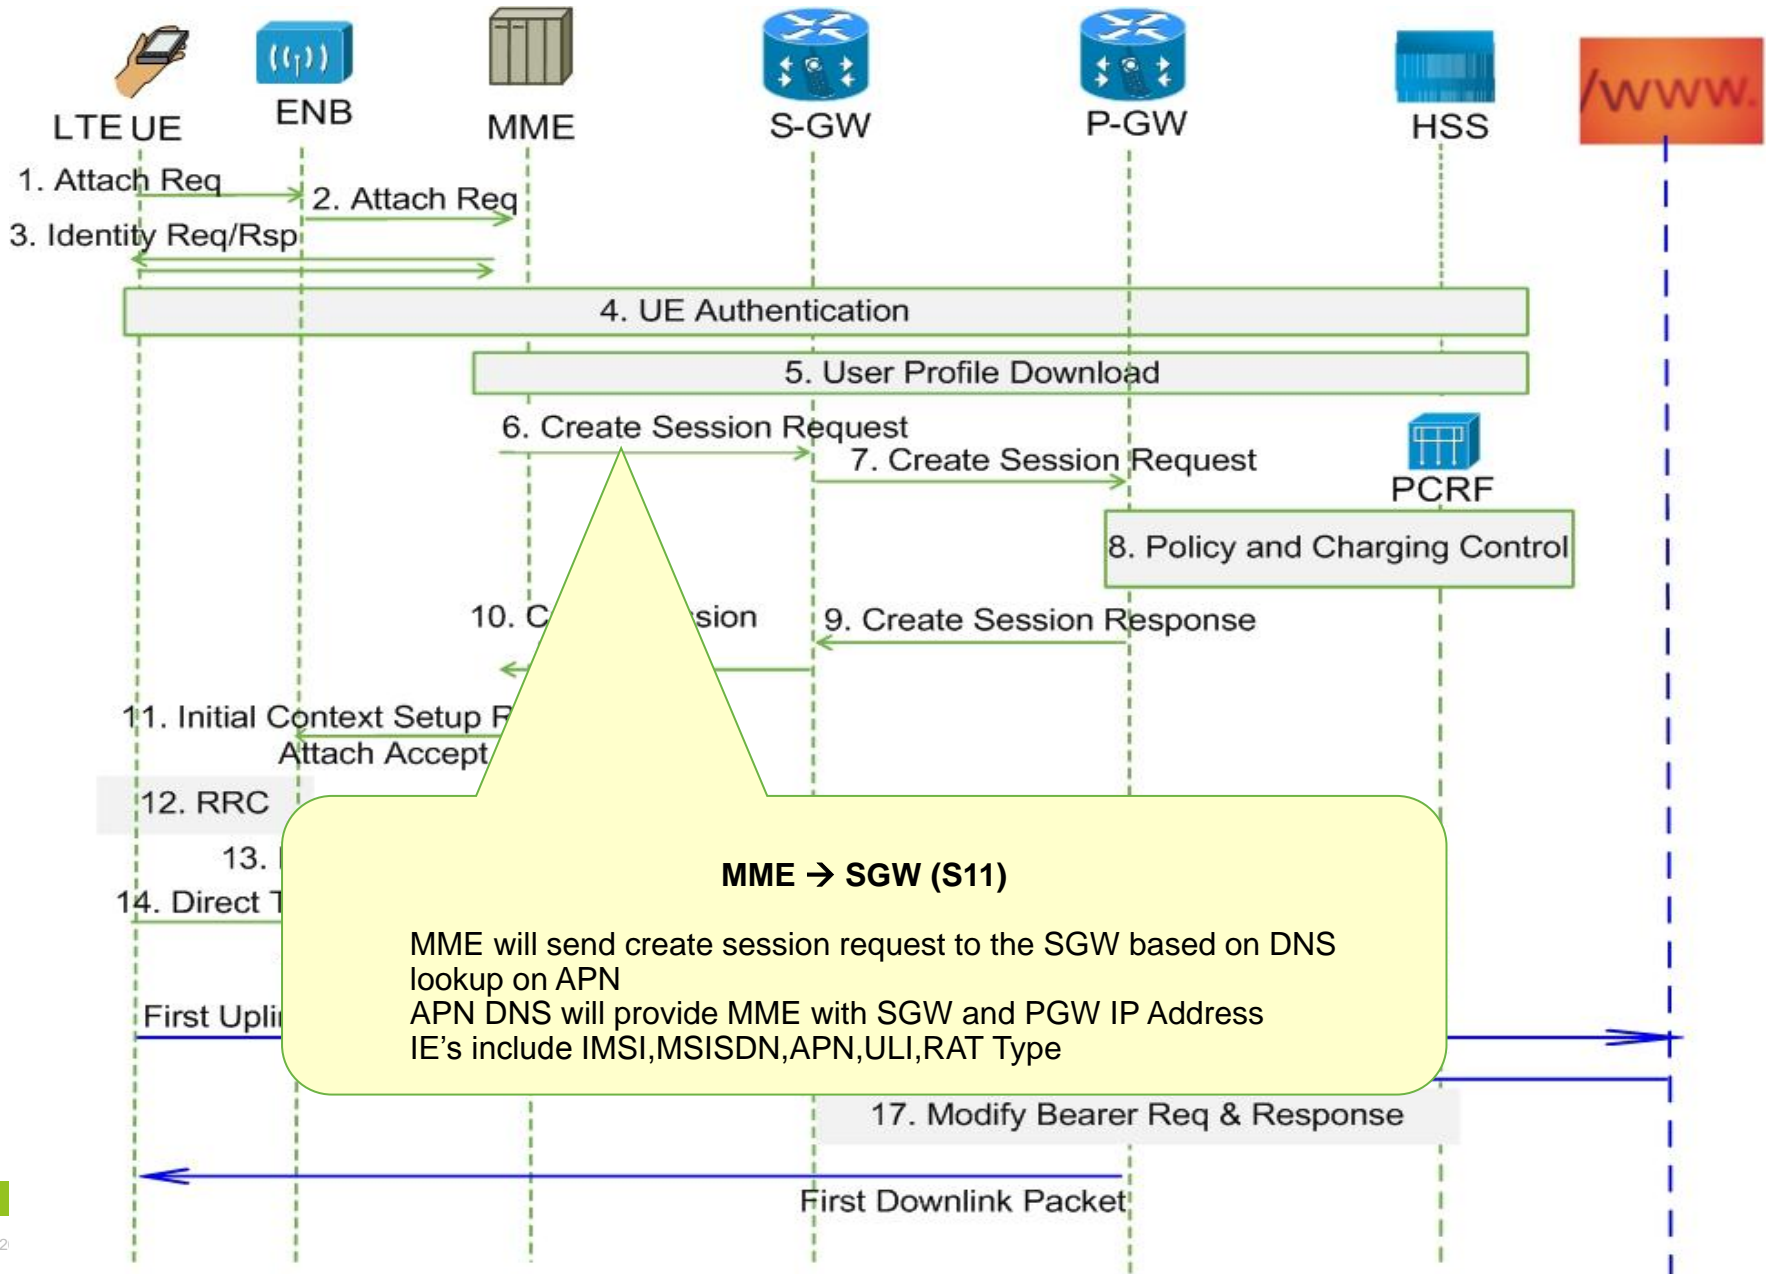 /www.
LTE UE
ENB
MME
S-GW
P-GW
HSS
1. Attach Req
2. Attach Req
3. Identity Req/Rsp
4. UE Authentication
5. User Profile Download
6. Create Session Request
7. Create Session Request
PCRF
8. Policy and Charging Control
10. C
sion
9. Create Session Response
11. Initial Context Setup R
Attach Accept
12. RRC
13.
14. Direct T
MME → SGW (S11)
MME will send create session request to the SGW based on DNS
lookup on APN
APN DNS will provide MME with SGW and PGW IP Address
IE's include IMSI,MSISDN,APN,ULI,RAT Type
First Upli
17. Modify Bearer Req & Response
First Downlink Packet